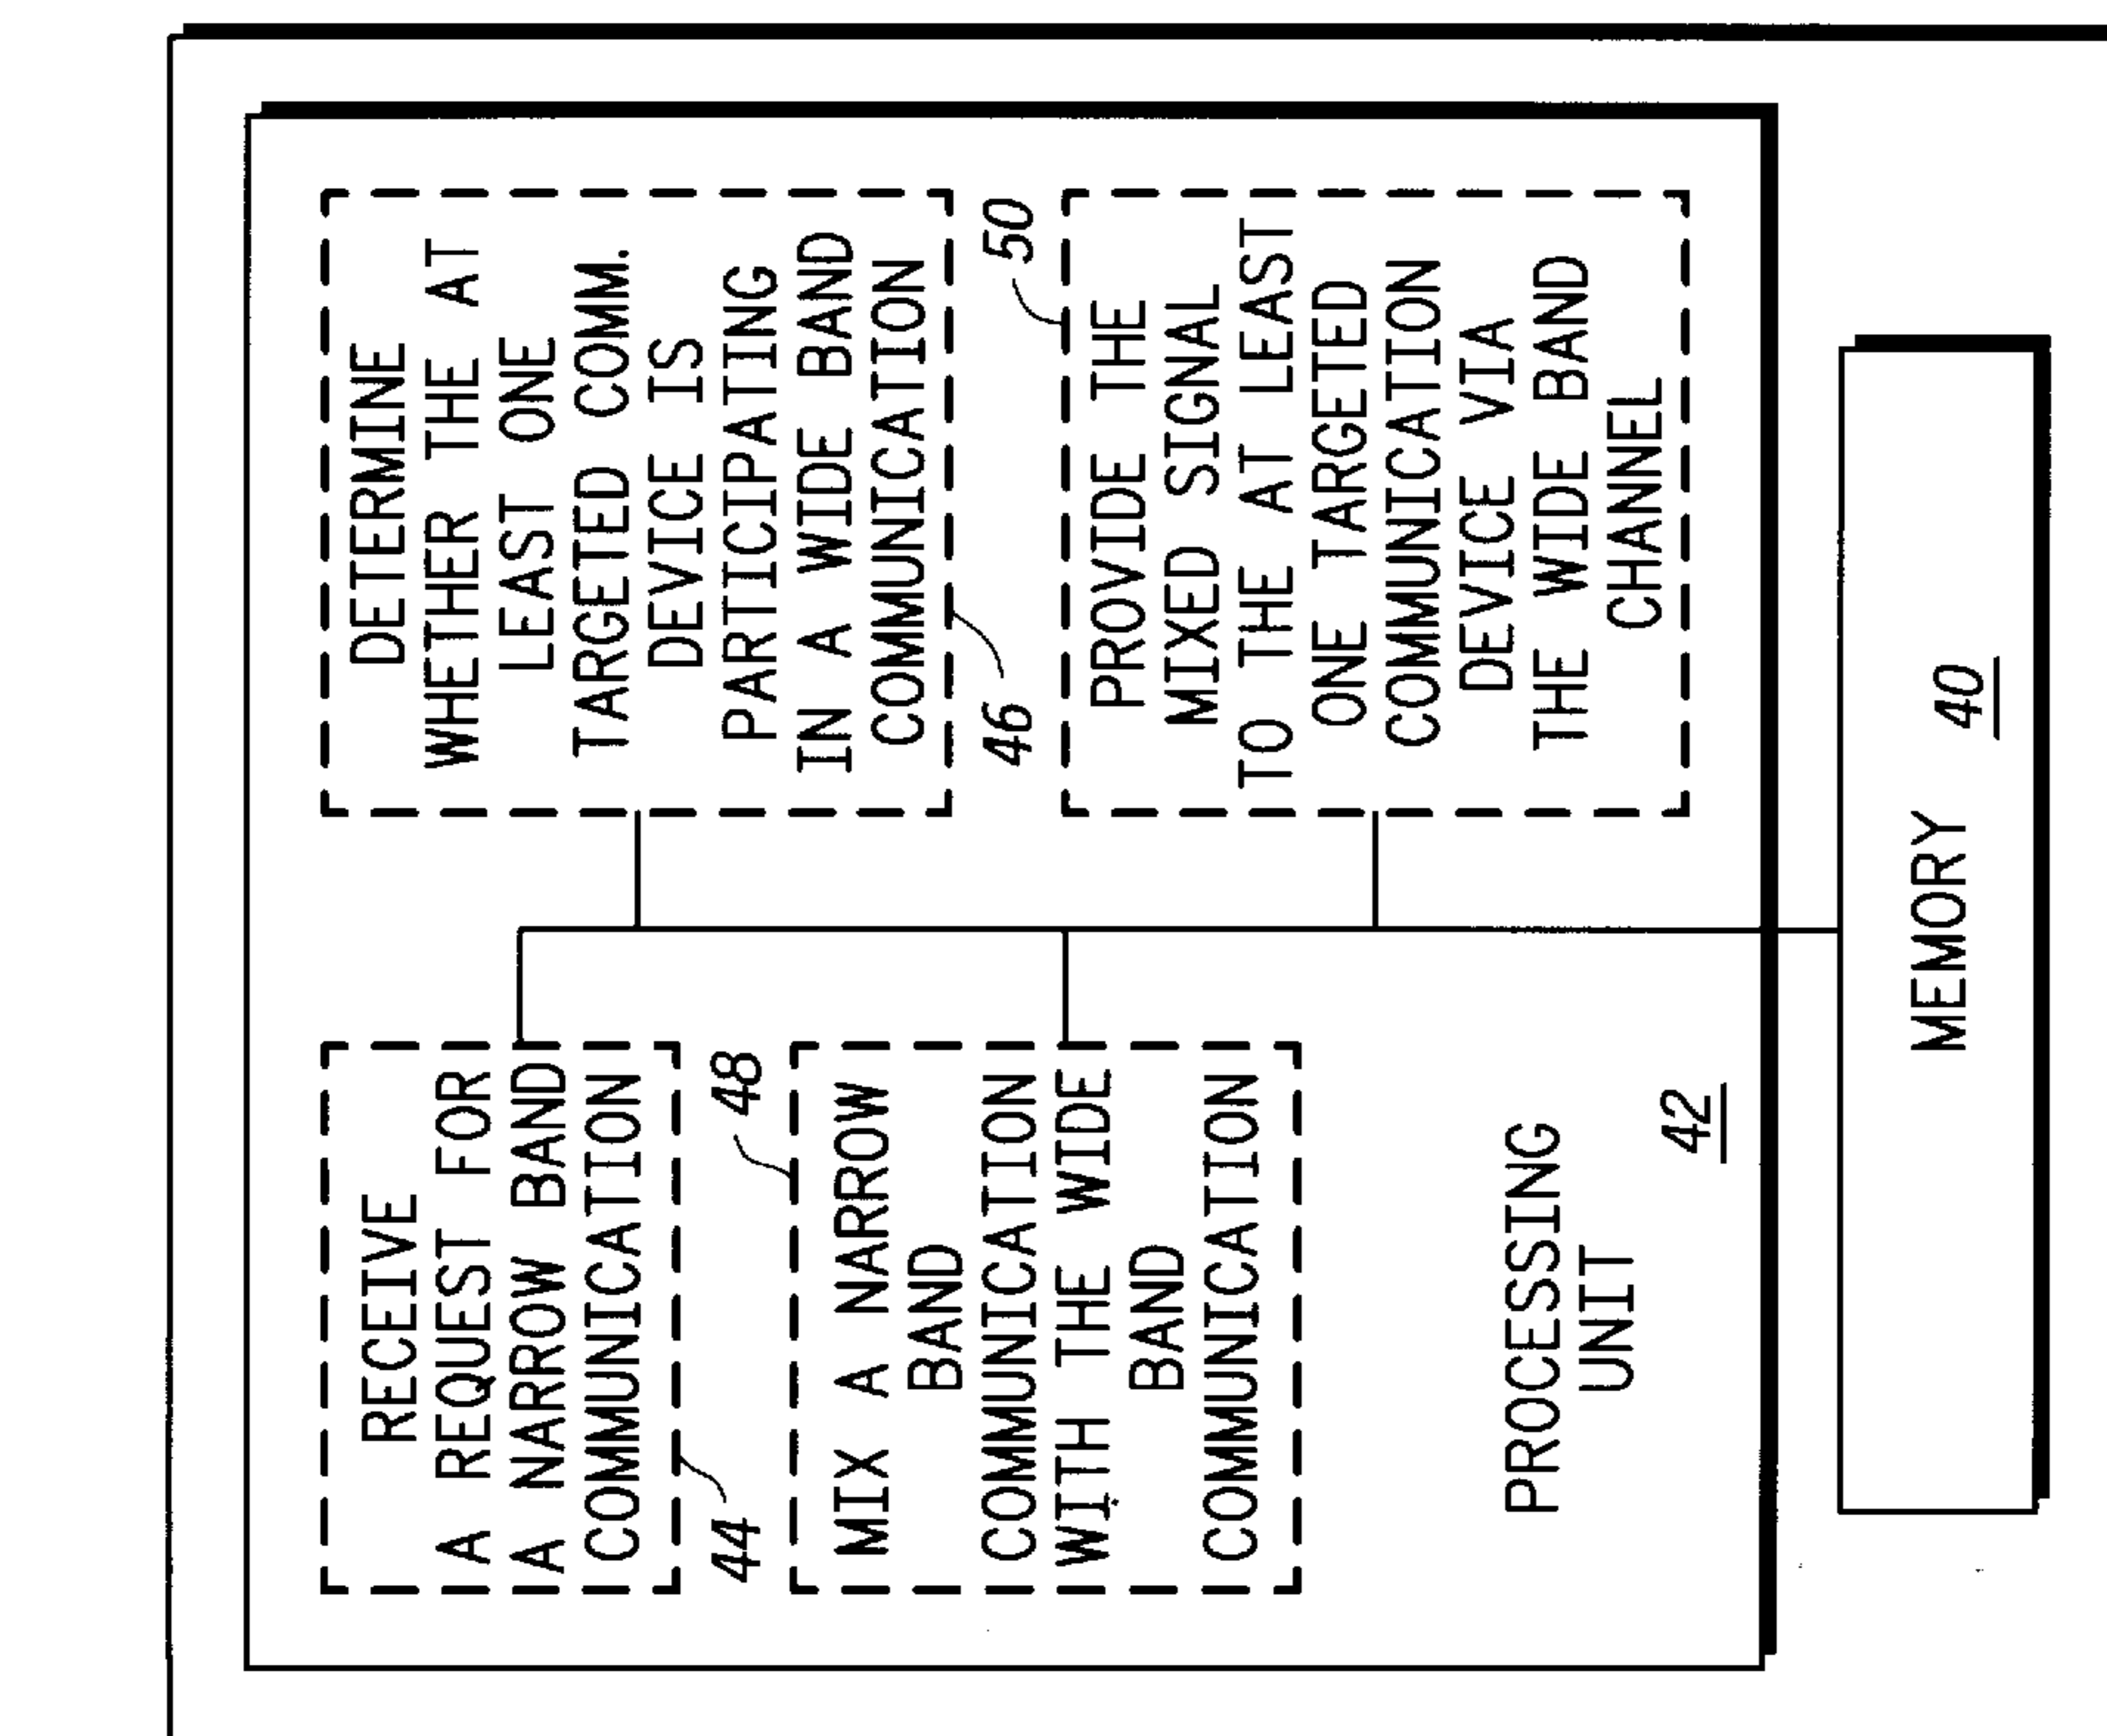 RECEIVE
A REQUEST FOR
A NARROW BAND
COMMUNICATION
44
DETERMINE
WHETHER THE AT
LEAST ONE
TARGETED COMM.
DEVICE IS
PARTICIPATING
IN A WIDE BAND
COMMUNICATION
46
48
MIX A NARROW
BAND
COMMUNICATION
WITH THE WIDE
BAND
COMMUNICATION
50
PROVIDE THE
MIXED SIGNAL
TO THE AT LEAST
ONE TARGETED
COMMUNICATION
DEVICE VIA
THE WIDE BAND
CHANNEL
PROCESSING
UNIT
42
MEMORY
40